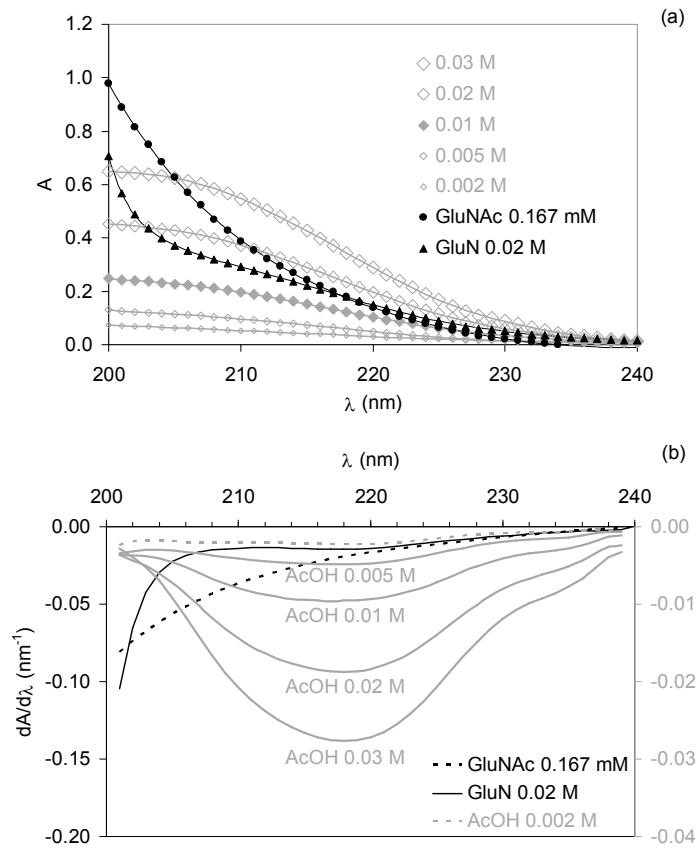 (a)
1.2
1.0
0.8
0.6
0.4
0.2
0.0
A
0.03 M
0.02 M
0.01 M
0.005 M
0.002 M
GluNAc 0.167 mM
GluN 0.02 M
200 210 220 230 240
λ (nm)
(b)
λ (nm)
200 210 220 230 240
0.00 0.00
-0.05 -0.01
-0.10 -0.02
-0.15 -0.03
-0.20 -0.04
dA/dλ (nm-1)
AcOH 0.005 M
AcOH 0.01 M
AcOH 0.02 M
AcOH 0.03 M
GluNAc 0.167 mM
GluN 0.02 M
AcOH 0.002 M